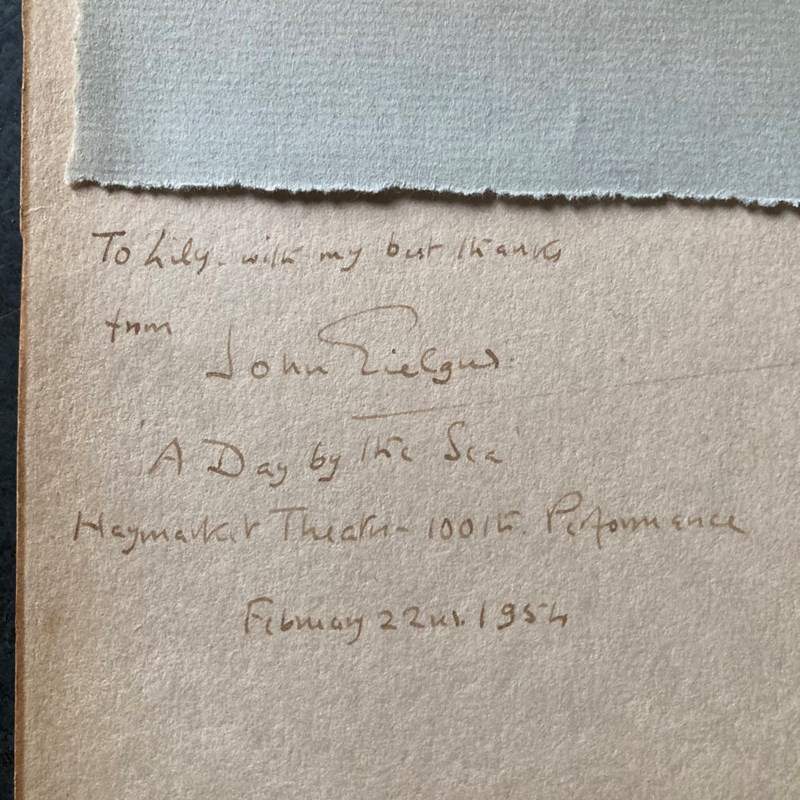 To Lily. with my best thanks
from
John Gielgud
'A Day by the Sea'
Haymarket Theatre - 100th. Performance
February 22nd. 1954